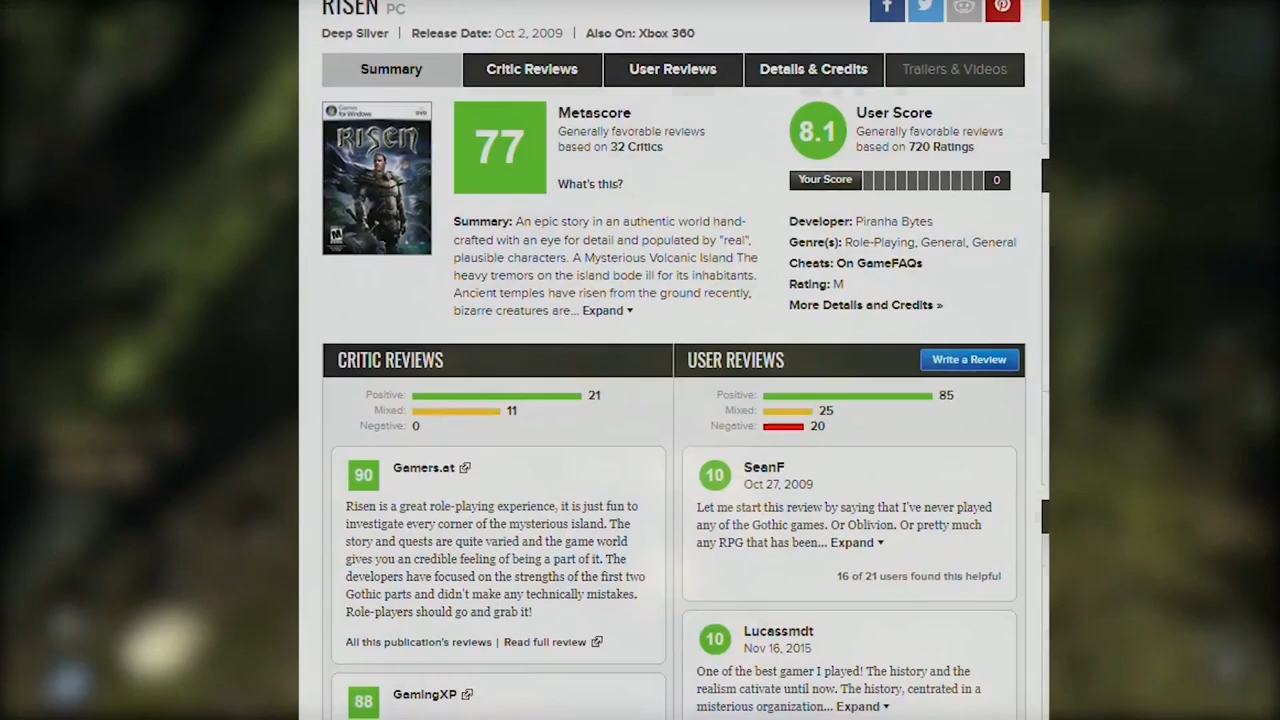 RISEN PC
Deep Silver | Release Date: Oct 2, 2009 | Also On: Xbox 360
Summary
Critic Reviews
User Reviews
Details & Credits
Trailers & Videos
Games for Windows
RISEN
77
Metascore
Generally favorable reviews
based on 32 Critics
What's this?
8.1
User Score
Generally favorable reviews
based on 720 Ratings
Your Score 0
Summary: An epic story in an authentic world hand-
crafted with an eye for detail and populated by "real",
plausible characters. A Mysterious Volcanic Island The
heavy tremors on the island bode ill for its inhabitants.
Ancient temples have risen from the ground recently,
bizarre creatures are... Expand
Developer: Piranha Bytes
Genre(s): Role-Playing, General, General
Cheats: On GameFAQs
Rating: M
More Details and Credits »
CRITIC REVIEWS
Positive: 21
Mixed: 11
Negative: 0
90 Gamers.at
Risen is a great role-playing experience, it is just fun to
investigate every corner of the mysterious island. The
story and quests are quite varied and the game world
gives you an credible feeling of being a part of it. The
developers have focused on the strengths of the first two
Gothic parts and didn't make any technically mistakes.
Role-players should go and grab it!
All this publication's reviews | Read full review
88 GamingXP
USER REVIEWS
Write a Review
Positive: 85
Mixed: 25
Negative: 20
10 SeanF
Oct 27, 2009
Let me start this review by saying that I've never played
any of the Gothic games. Or Oblivion. Or pretty much
any RPG that has been... Expand
16 of 21 users found this helpful
10 Lucassmdt
Nov 16, 2015
One of the best gamer I played! The history and the
realism cativate until now. The history, centrated in a
misterious organization... Expand